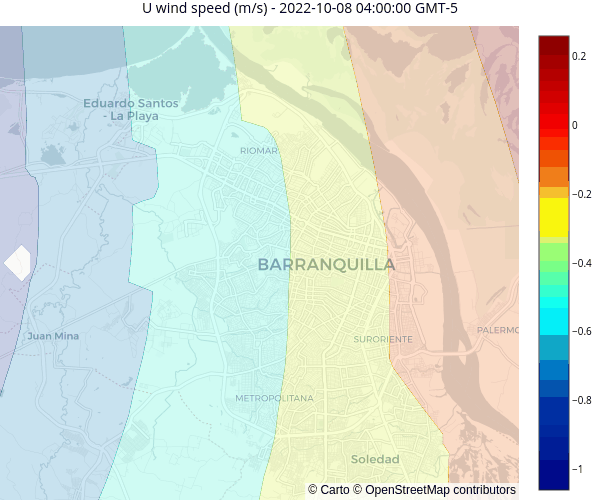 U wind speed (m/s) - 2022-10-08 04:00:00 GMT-5
Eduardo Santos
- La Playa
RIOMAR
BARRANQUILLA
Juan Mina
SURORIENTE
PALERMO
METROPOLITANA
Soledad
© Carto © OpenStreetMap contributors
0.2
0
−0.2
−0.4
−0.6
−0.8
−1